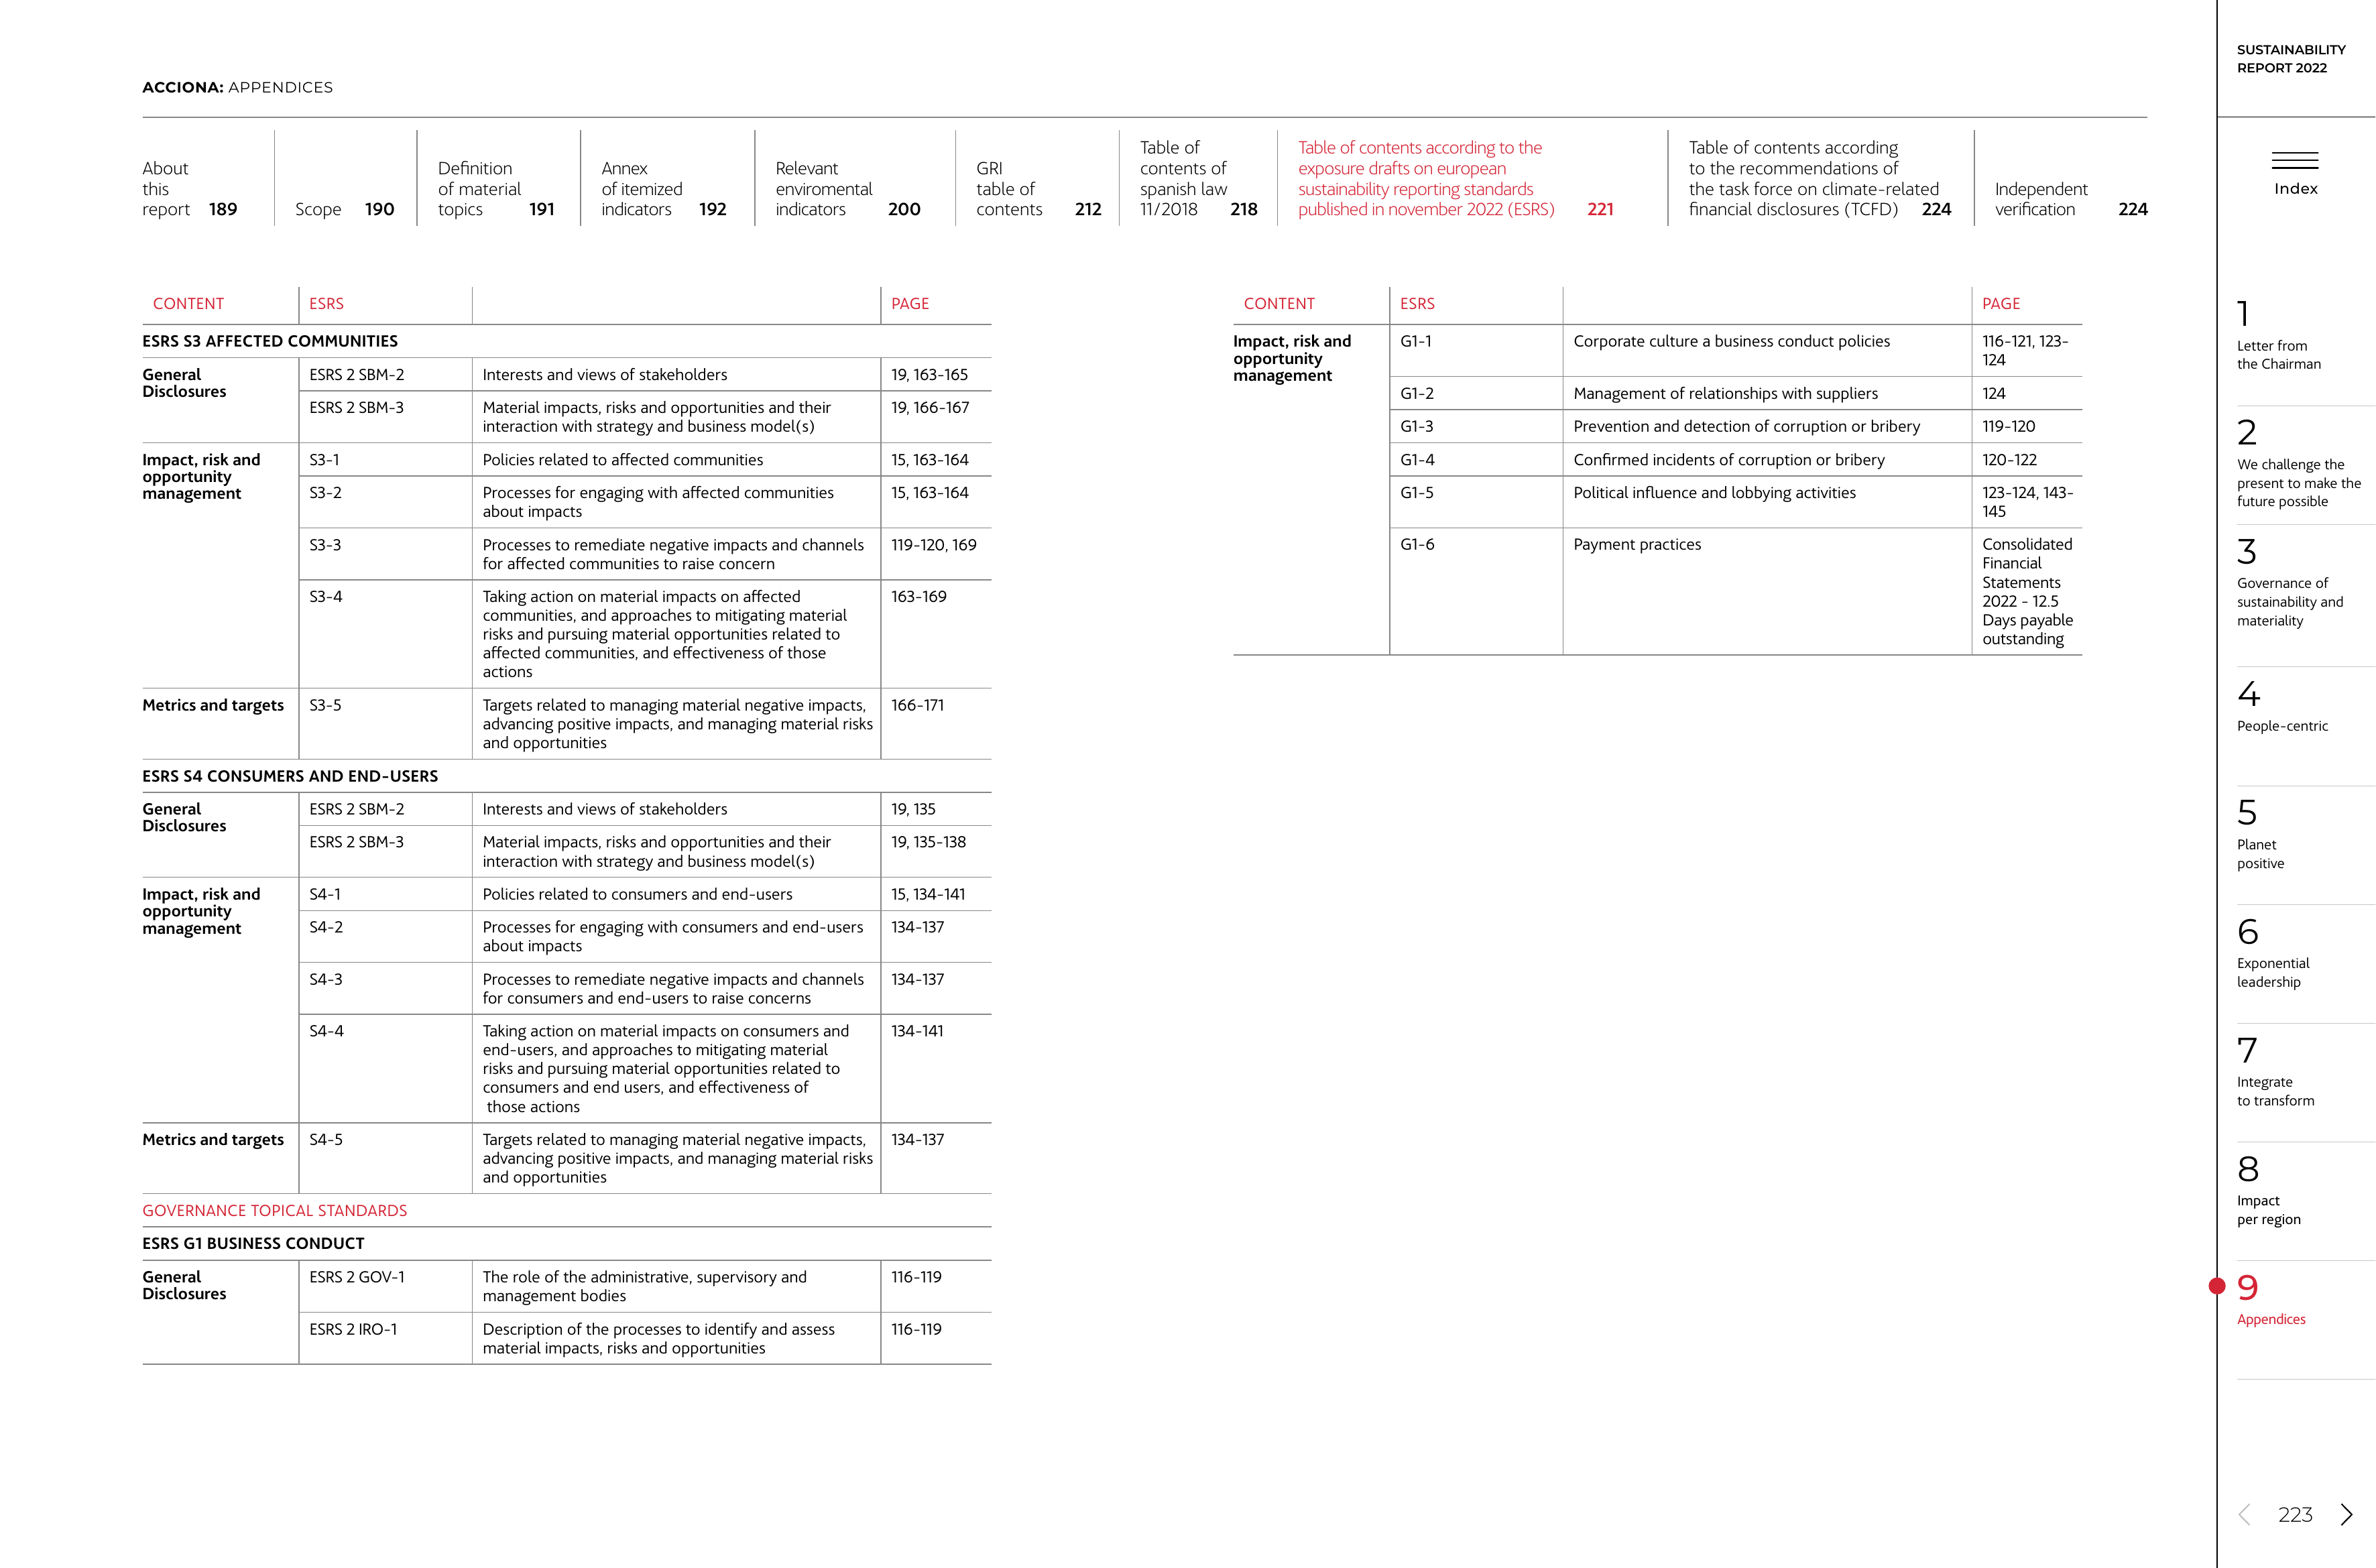 SUSTAINABILITY
REPORT 2022
ACCIONA: APPENDICES
About
this
report 189
Scope 190
Definition
of material
topics 191
Annex
of itemized
indicators 192
Relevant
enviromental
indicators 200
GRI
table of
contents 212
Table of
contents of
spanish law
11/2018 218
Table of contents according to the
exposure drafts on european
sustainability reporting standards
published in november 2022 (ESRS) 221
Table of contents according
to the recommendations of
the task force on climate-related
financial disclosures (TCFD) 224
Independent
verification 224
Index
CONTENT ESRS PAGE
ESRS S3 AFFECTED COMMUNITIES
General
Disclosures
ESRS 2 SBM-2 Interests and views of stakeholders 19, 163-165
ESRS 2 SBM-3 Material impacts, risks and opportunities and their 19, 166-167
interaction with strategy and business model(s)
Impact, risk and
opportunity
management
S3-1 Policies related to affected communities 15, 163-164
S3-2 Processes for engaging with affected communities 15, 163-164
about impacts
S3-3 Processes to remediate negative impacts and channels 119-120, 169
for affected communities to raise concern
S3-4 Taking action on material impacts on affected 163-169
communities, and approaches to mitigating material
risks and pursuing material opportunities related to
affected communities, and effectiveness of those
actions
Metrics and targets S3-5 Targets related to managing material negative impacts, 166-171
advancing positive impacts, and managing material risks
and opportunities
ESRS S4 CONSUMERS AND END-USERS
General
Disclosures
ESRS 2 SBM-2 Interests and views of stakeholders 19, 135
ESRS 2 SBM-3 Material impacts, risks and opportunities and their 19, 135-138
interaction with strategy and business model(s)
Impact, risk and
opportunity
management
S4-1 Policies related to consumers and end-users 15, 134-141
S4-2 Processes for engaging with consumers and end-users 134-137
about impacts
S4-3 Processes to remediate negative impacts and channels 134-137
for consumers and end-users to raise concerns
S4-4 Taking action on material impacts on consumers and 134-141
end-users, and approaches to mitigating material
risks and pursuing material opportunities related to
consumers and end users, and effectiveness of
those actions
Metrics and targets S4-5 Targets related to managing material negative impacts, 134-137
advancing positive impacts, and managing material risks
and opportunities
GOVERNANCE TOPICAL STANDARDS
ESRS G1 BUSINESS CONDUCT
General
Disclosures
ESRS 2 GOV-1 The role of the administrative, supervisory and 116-119
management bodies
ESRS 2 IRO-1 Description of the processes to identify and assess 116-119
material impacts, risks and opportunities
CONTENT ESRS PAGE
Impact, risk and
opportunity
management
G1-1 Corporate culture a business conduct policies 116-121, 123-
124
G1-2 Management of relationships with suppliers 124
G1-3 Prevention and detection of corruption or bribery 119-120
G1-4 Confirmed incidents of corruption or bribery 120-122
G1-5 Political influence and lobbying activities 123-124, 143-
145
G1-6 Payment practices Consolidated
Financial
Statements
2022 - 12.5
Days payable
outstanding
1
Letter from
the Chairman
2
We challenge the
present to make the
future possible
3
Governance of
sustainability and
materiality
4
People-centric
5
Planet
positive
6
Exponential
leadership
7
Integrate
to transform
8
Impact
per region
9
Appendices
223